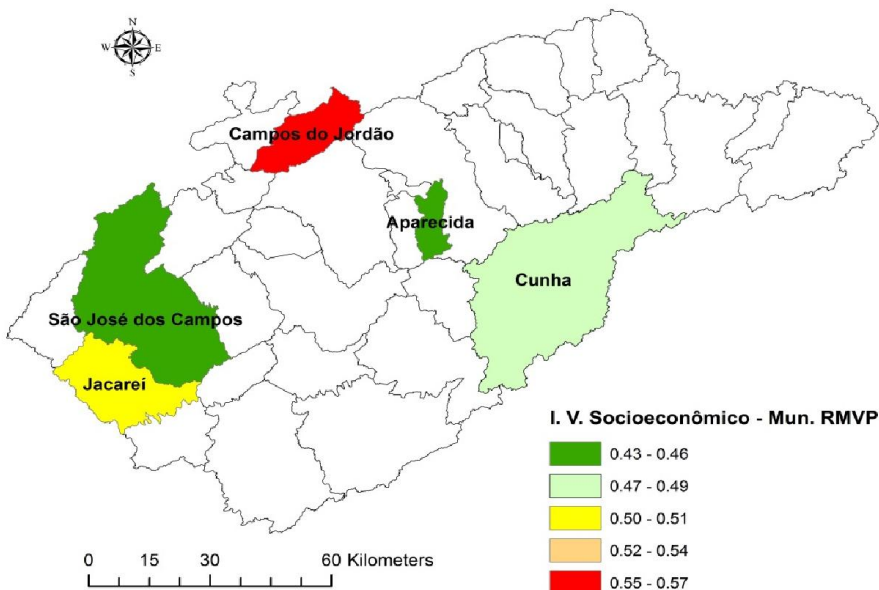 N
W E
S
Campos do Jordão
Aparecida
Cunha
São José dos Campos
Jacareí
I. V. Socioeconômico - Mun. RMVP
0.43 - 0.46
0.47 - 0.49
0.50 - 0.51
0.52 - 0.54
0.55 - 0.57
0 15 30 60 Kilometers